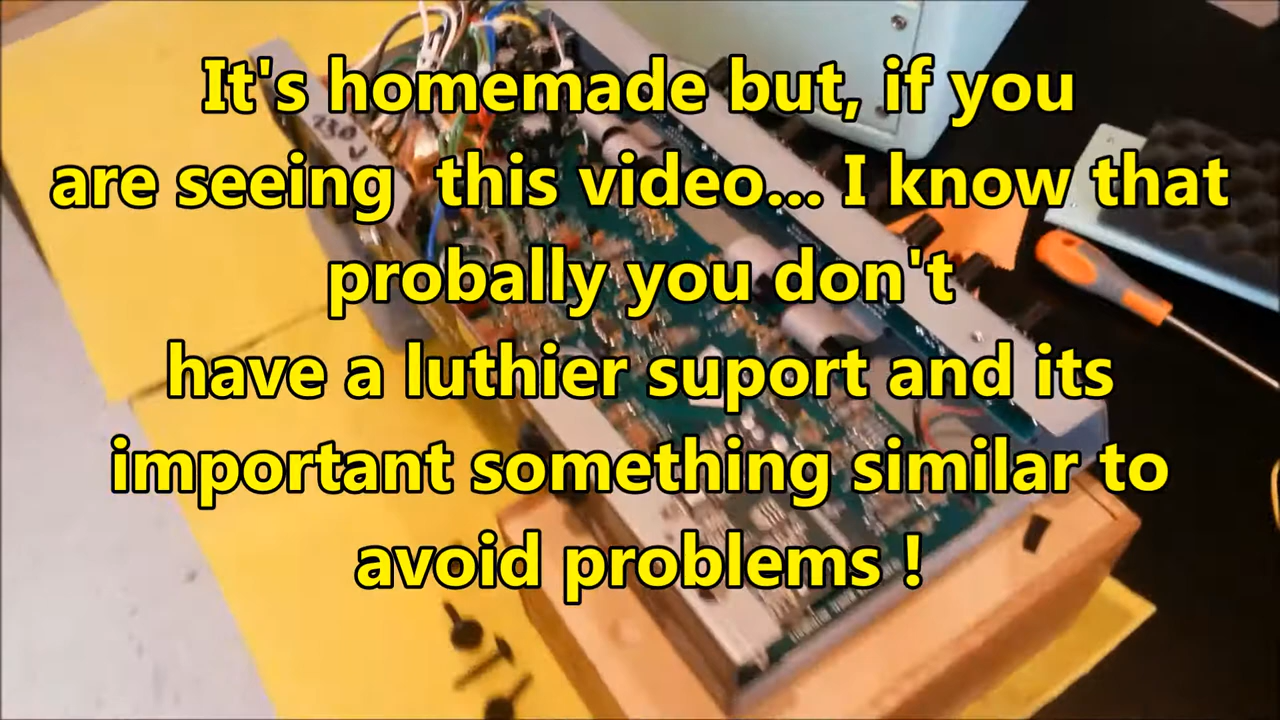 It's homemade but, if you
are seeing  this video... I know that
probally you don't
have a luthier suport and its
important something similar to
avoid problems !
230
V